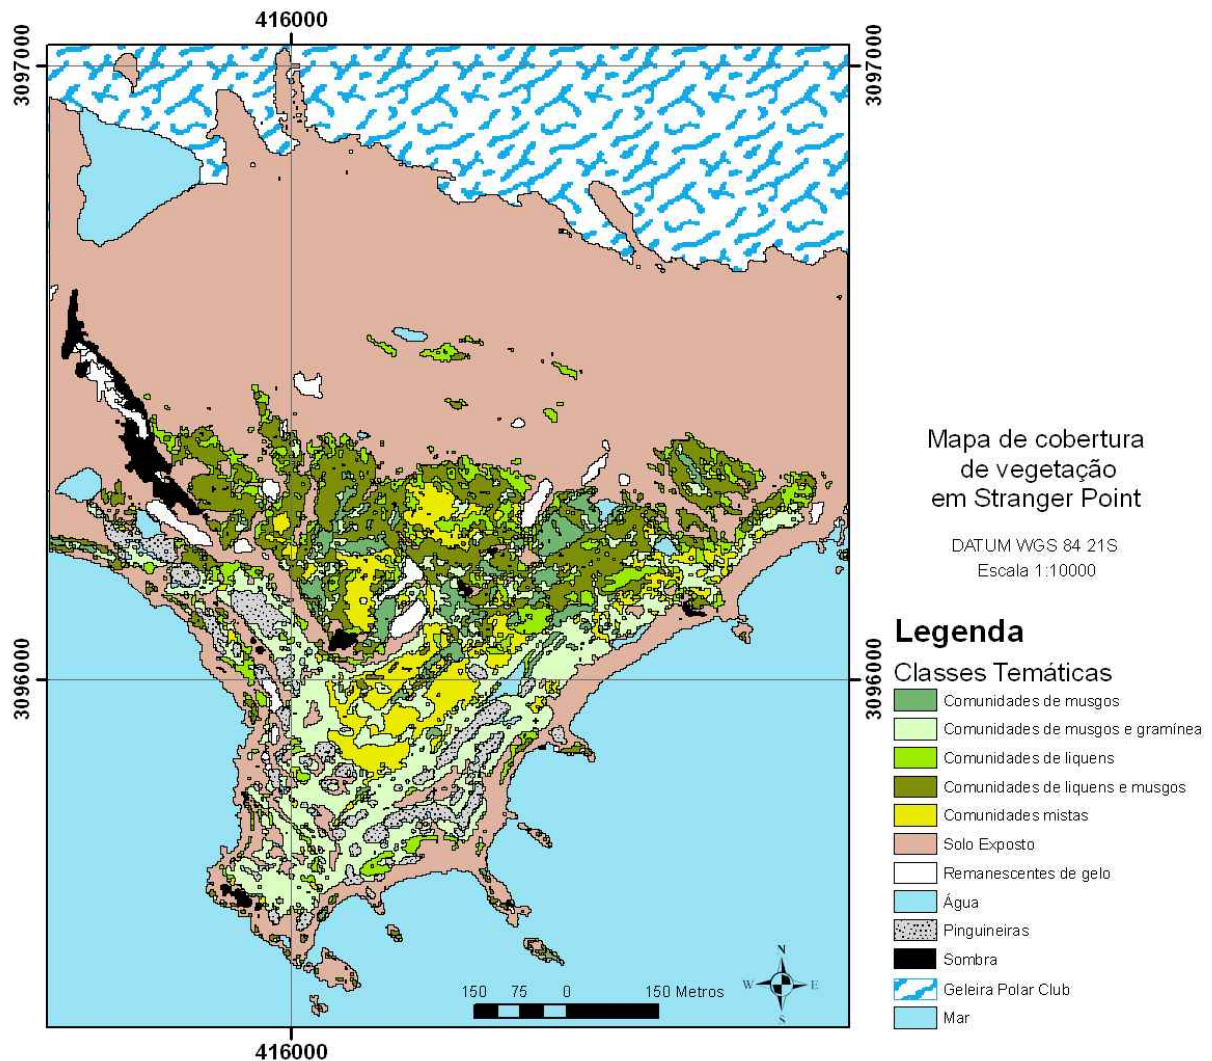 416000
3097000
3097000
Mapa de cobertura
de vegetação
em Stranger Point
DATUM WGS 84 21S
Escala 1:10000
Legenda
Classes Temáticas
Comunidades de musgos
Comunidades de musgos e gramínea
Comunidades de liquens
Comunidades de liquens e musgos
Comunidades mistas
Solo Exposto
Remanescentes de gelo
Água
Pinguineiras
Sombra
Geleira Polar Club
Mar
3096000
3096000
N
W
E
S
150 75 0 150 Metros
416000